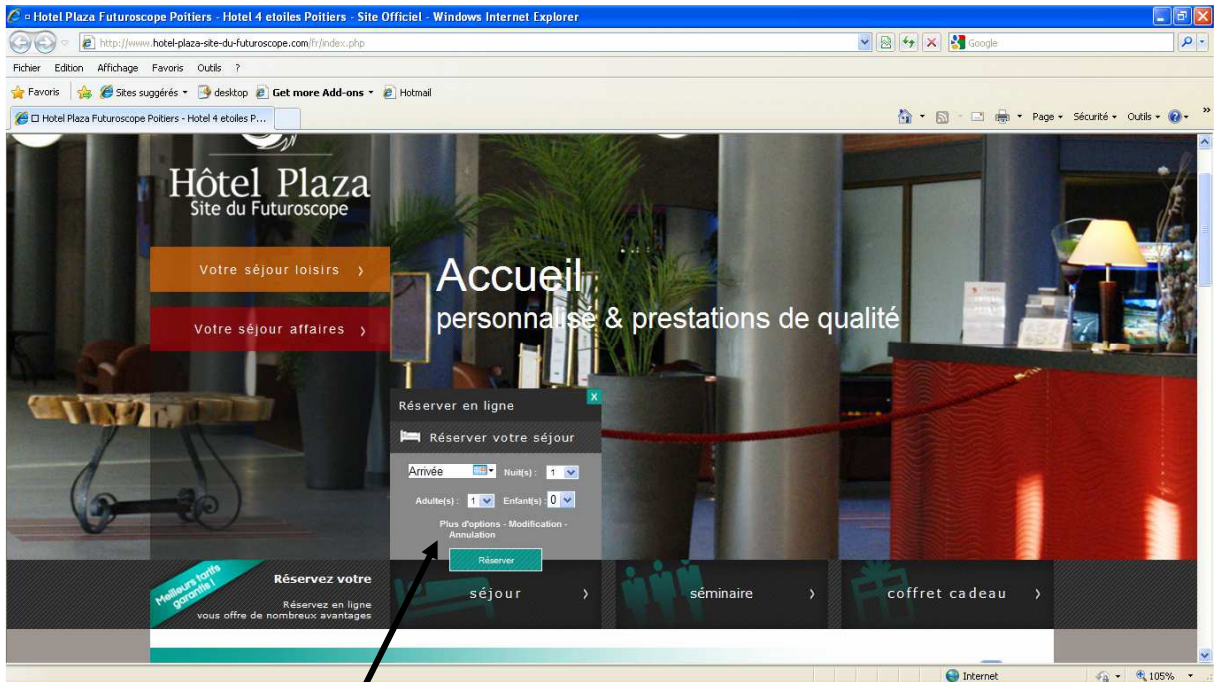 □ Hotel Plaza Futuroscope Poitiers - Hotel 4 etoiles Poitiers - Site Officiel - Windows Internet Explorer
http://www.hotel-plaza-site-du-futuroscope.com/fr/index.php
Google
Fichier Edition Affichage Favoris Outils ?
Favoris Sites suggérés desktop Get more Add-ons Hotmail
□ Hotel Plaza Futuroscope Poitiers - Hotel 4 etoiles P...
Page Sécurité Outils »
Hôtel Plaza
Site du Futuroscope
Votre séjour loisirs >
Votre séjour affaires >
Accueil
personnalisé & prestations de qualité
Réserver en ligne X
Réserver votre séjour
Arrivée Nuit(s) : 1
Adulte(s) : 1 Enfant(s) : 0
Plus d'options - Modification -
Annulation
Réserver
Meilleurs tarifs
garantis !
Réservez votre
Réservez en ligne
vous offre de nombreux avantages
séjour >
séminaire >
coffret cadeau >
Internet 105%